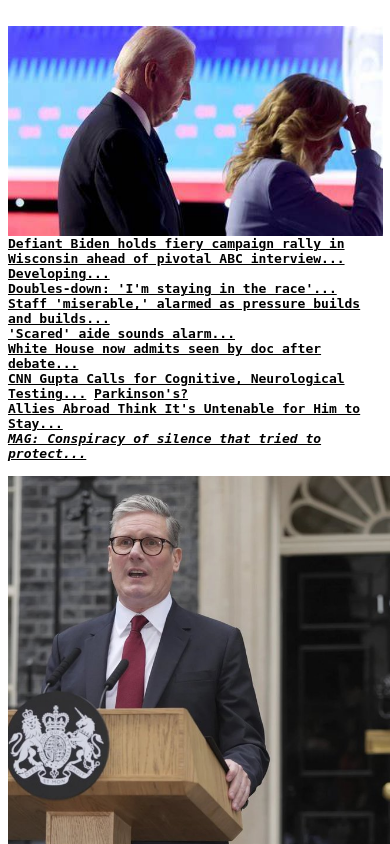 Defiant Biden holds fiery campaign rally in
Wisconsin ahead of pivotal ABC interview...
Developing...
Doubles-down: 'I'm staying in the race'...
Staff 'miserable,' alarmed as pressure builds
and builds...
'Scared' aide sounds alarm...
White House now admits seen by doc after
debate...
CNN Gupta Calls for Cognitive, Neurological
Testing... Parkinson's?
Allies Abroad Think It's Untenable for Him to
Stay...
MAG: Conspiracy of silence that tried to
protect...